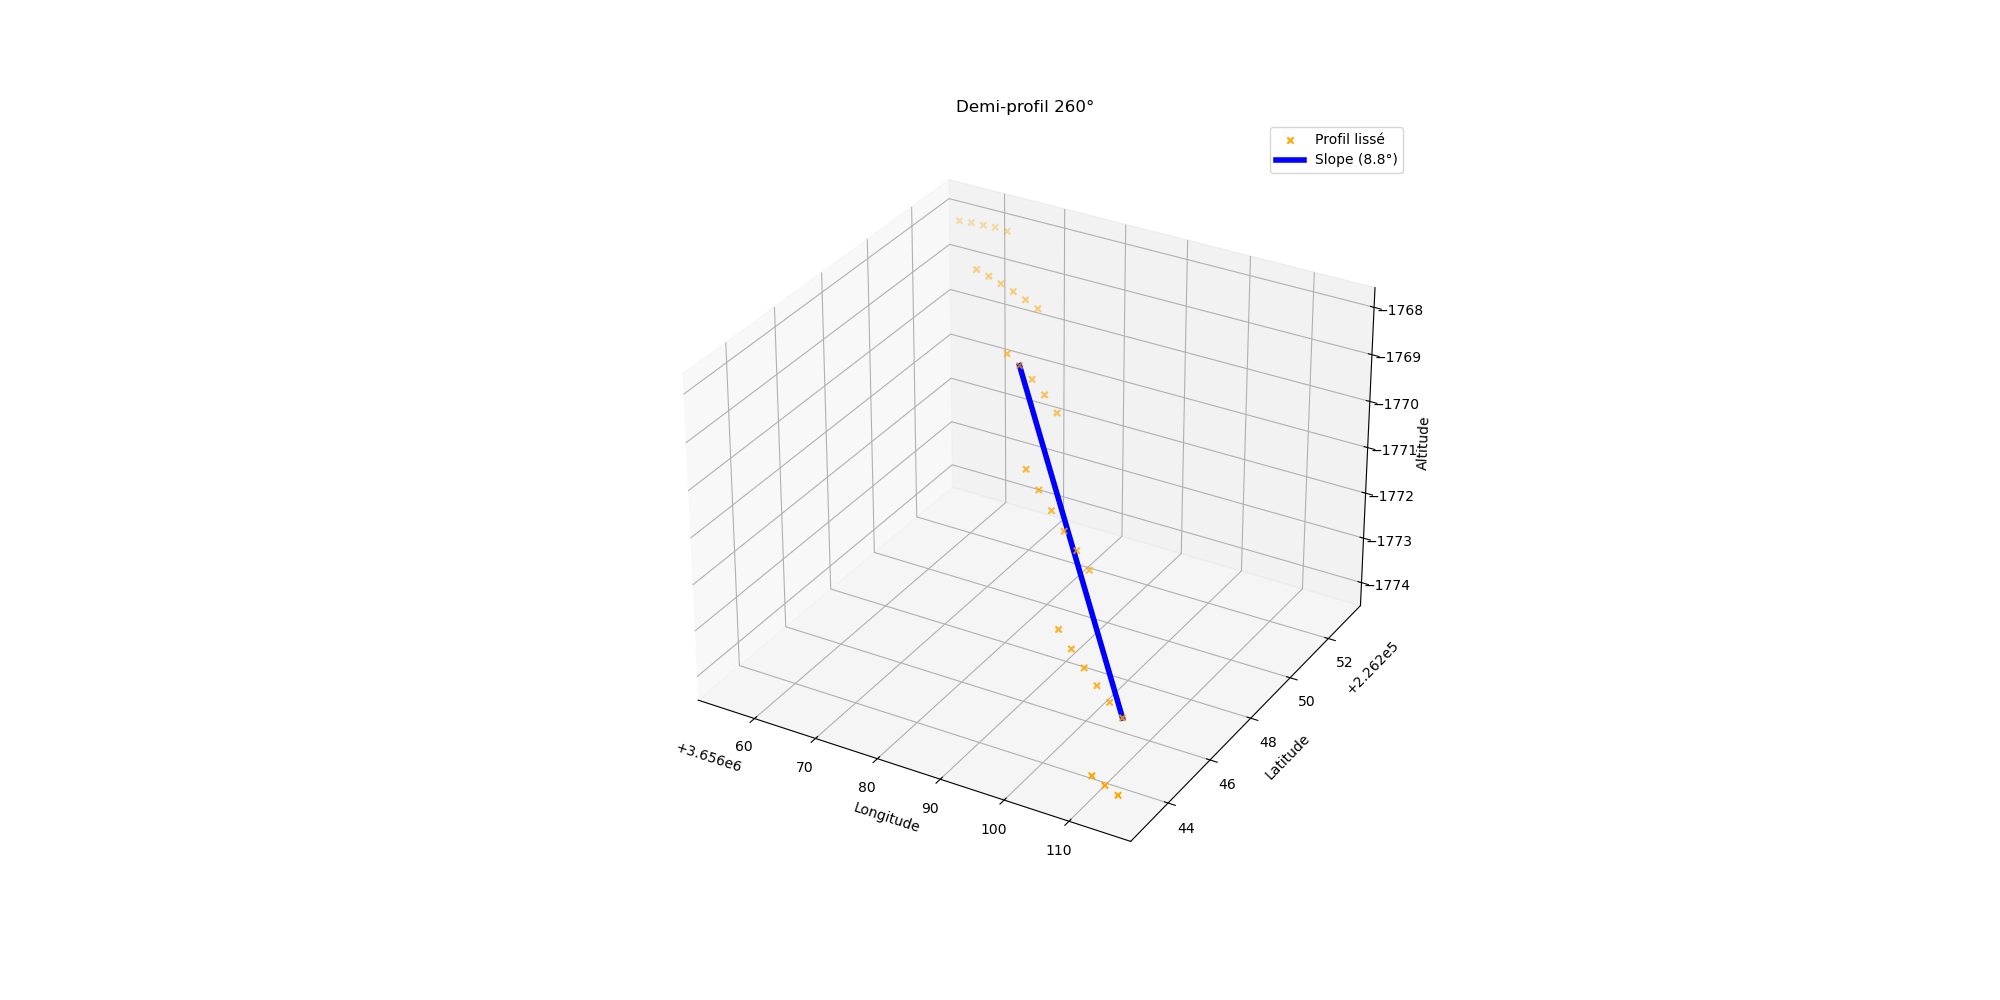 Demi-profil 260°
Profil lissé
Slope (8.8°)
−1768
−1769
−1770
−1771
−1772
−1773
−1774
Altitude
52
50
48
46
44
+2.262e5
Latitude
60
70
80
90
100
110
+3.656e6
Longitude